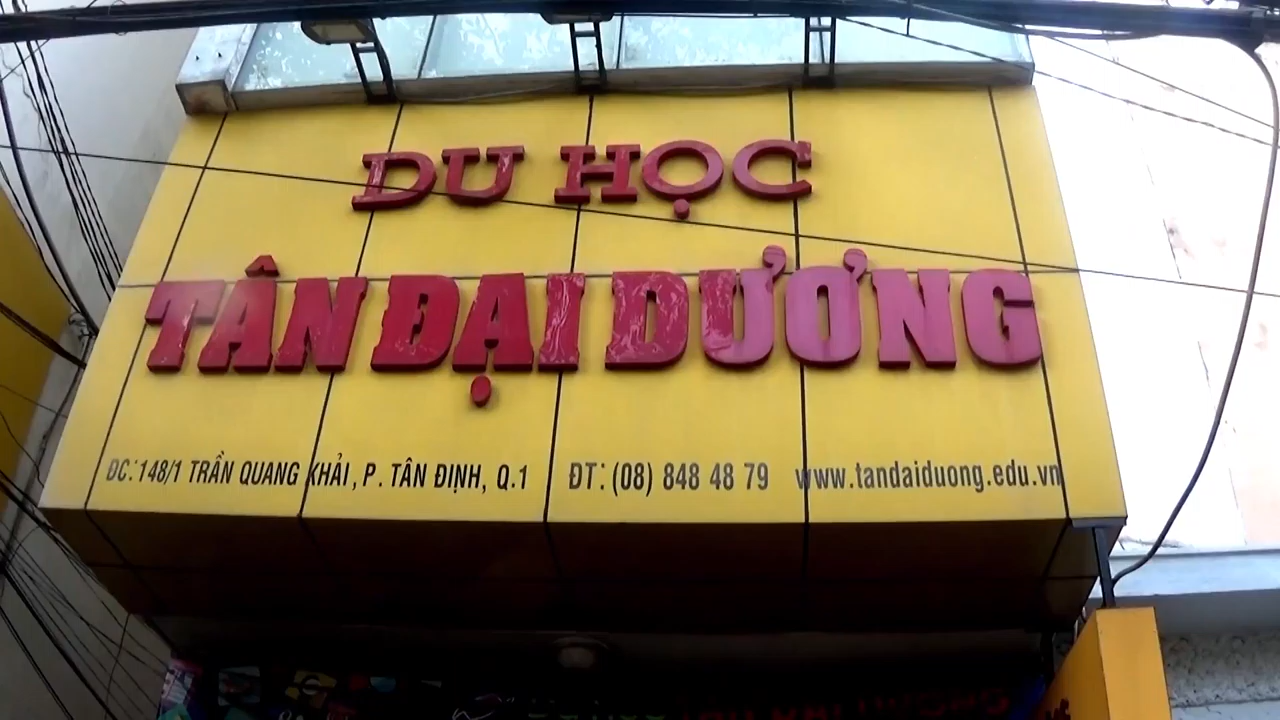 DU HỌC
TÂN ĐẠI DƯƠNG
ĐC:148/1 TRẦN QUANG KHẢI, P. TÂN ĐỊNH, Q.1 ĐT: (08) 848 48 79 www.tandaiduong.edu.vn